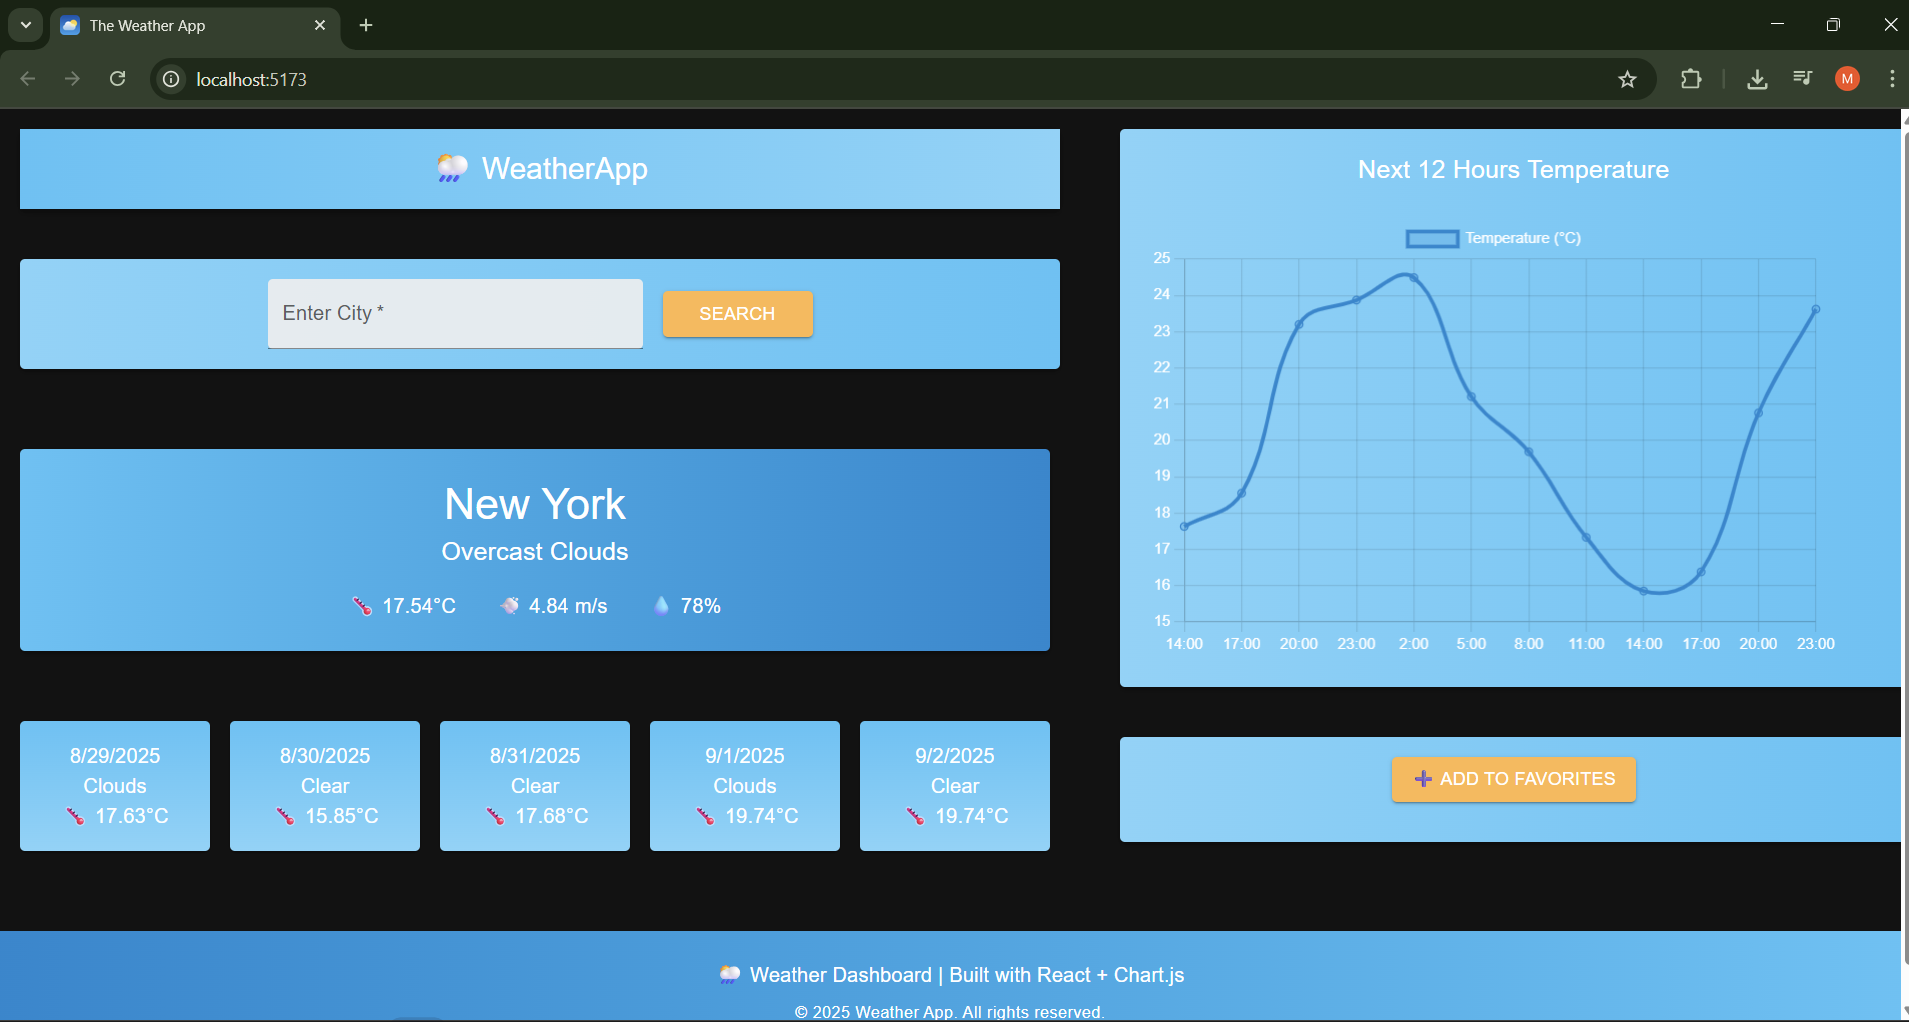 The Weather App
localhost:5173
M
WeatherApp
Enter City *
SEARCH
New York
Overcast Clouds
17.54°C 4.84 m/s 78%
8/29/2025
Clouds
17.63°C
8/30/2025
Clear
15.85°C
8/31/2025
Clear
17.68°C
9/1/2025
Clouds
19.74°C
9/2/2025
Clear
19.74°C
Next 12 Hours Temperature
Temperature (°C)
25
24
23
22
21
20
19
18
17
16
15
14:00 17:00 20:00 23:00 2:00 5:00 8:00 11:00 14:00 17:00 20:00 23:00
ADD TO FAVORITES
Weather Dashboard | Built with React + Chart.js
© 2025 Weather App. All rights reserved.